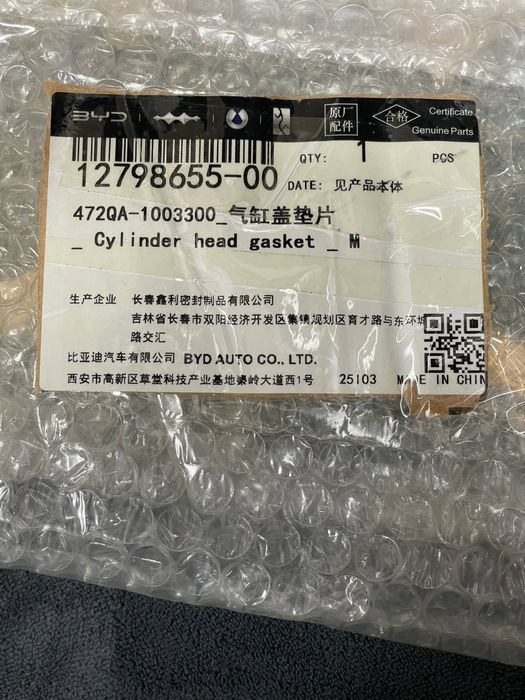 BYD 原厂 合格 Certificate
配件 Genuine Parts
QTY: 1 PCS
12798655-00 DATE: 见产品本体
472QA-1003300_气缸盖垫片
_ Cylinder head gasket _ M
生产企业 长春鑫利密封制品有限公司
吉林省长春市双阳经济开发区集镇规划区育才路与东环城
路交汇
比亚迪汽车有限公司 BYD AUTO CO., LTD.
西安市高新区草堂科技产业基地秦岭大道西1号 25103 MADE IN CHIN